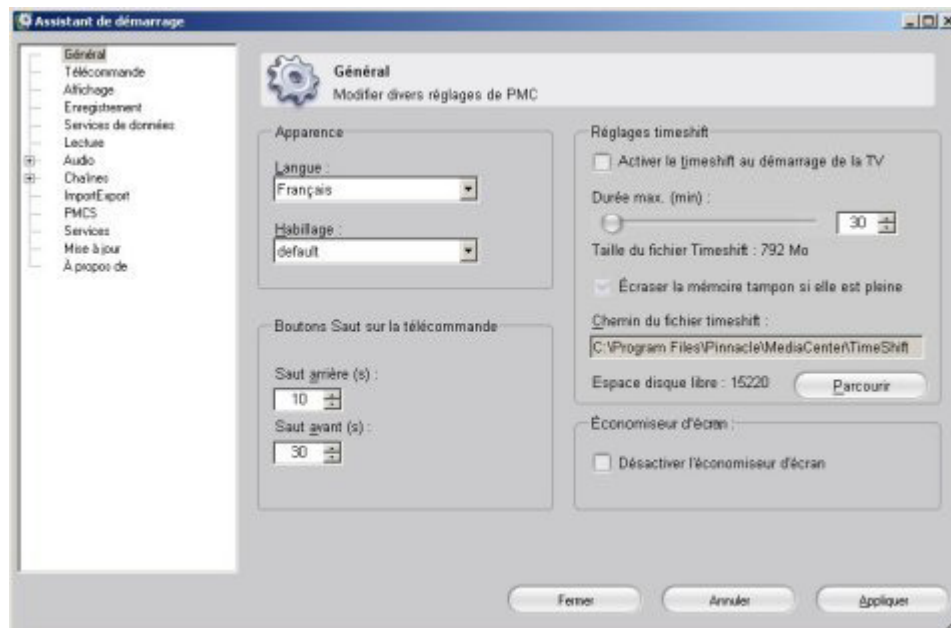 Assistant de démarrage
Général
Télécommande
Affichage
Enregistrement
Services de données
Lecture
Audio
Chaînes
ImportExport
PMCS
Services
Mise à jour
À propos de
Général
Modifier divers réglages de PMC
Apparence
Langue :
Français
Habillage :
default
Boutons Saut sur la télécommande
Saut arrière (s) :
10
Saut avant (s) :
30
Réglages timeshift
Activer le timeshift au démarrage de la TV
Durée max. (min) :
30
Taille du fichier Timeshift : 792 Mo
Écraser la mémoire tampon si elle est pleine
Chemin du fichier timeshift :
C:\Program Files\Pinnacle\MediaCenter\TimeShift
Espace disque libre : 15220
Parcourir
Économiseur d'écran :
Désactiver l'économiseur d'écran
Fermer
Annuler
Appliquer